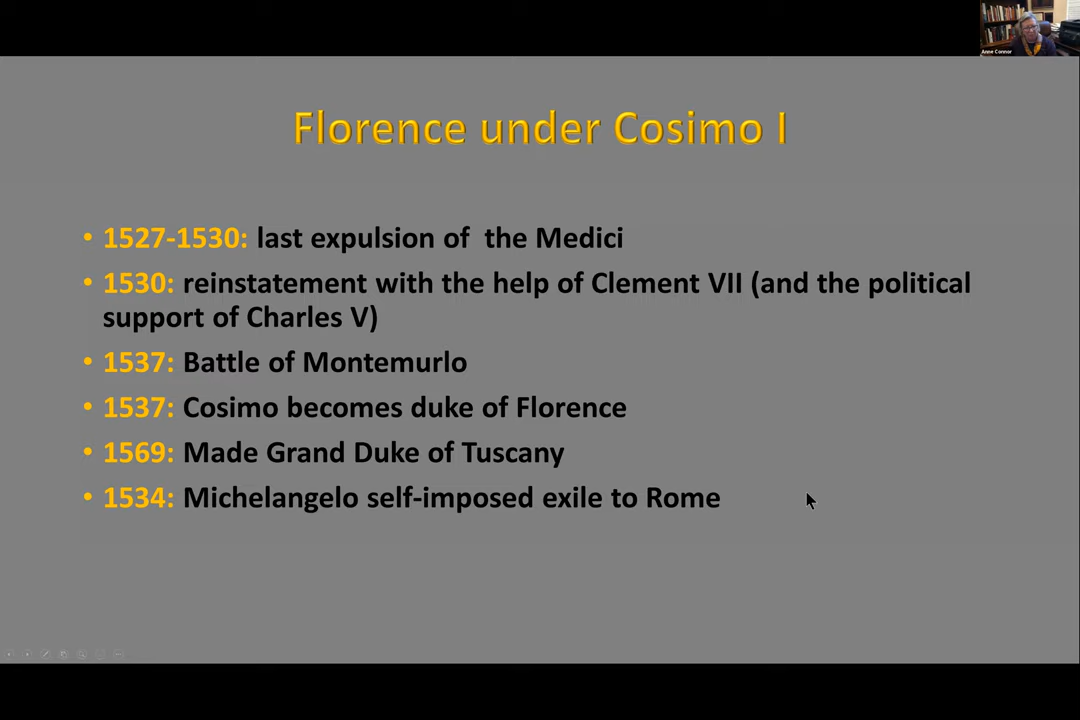 Anne Connor
Florence under Cosimo I
• 1527-1530: last expulsion of the Medici
• 1530: reinstatement with the help of Clement VII (and the political
support of Charles V)
• 1537: Battle of Montemurlo
• 1537: Cosimo becomes duke of Florence
• 1569: Made Grand Duke of Tuscany
• 1534: Michelangelo self-imposed exile to Rome